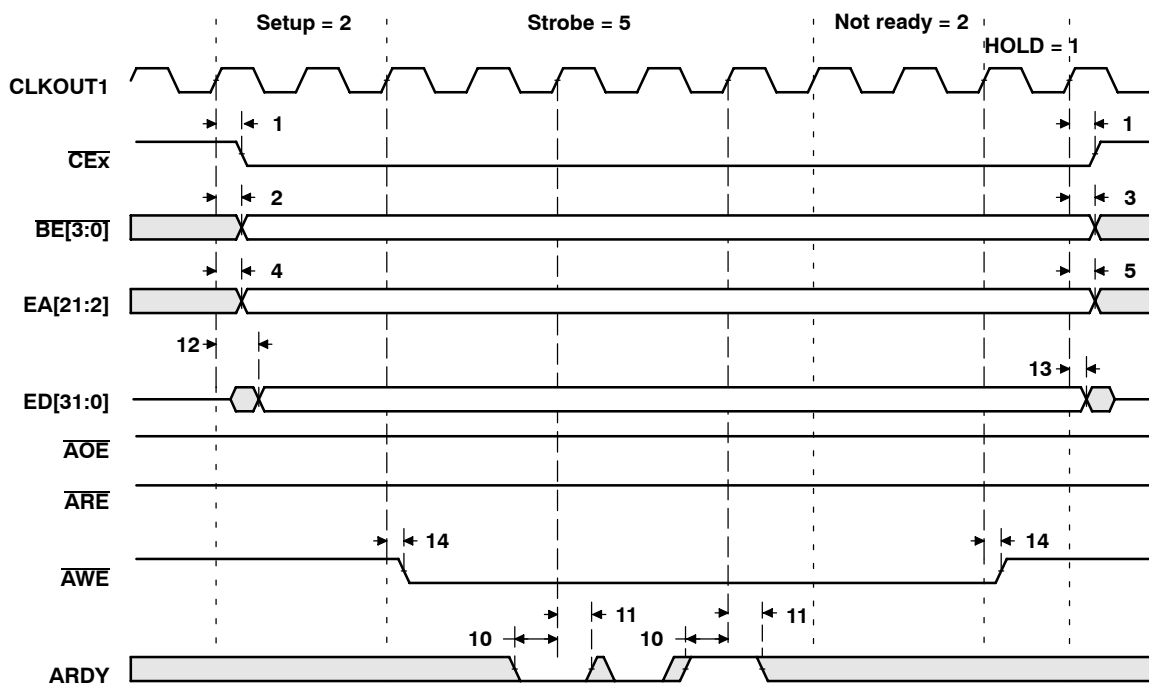 Setup = 2 Strobe = 5 Not ready = 2
HOLD = 1
CLKOUT1
1 1
CEx
2 3
BE[3:0]
4 5
EA[21:2]
12
13
ED[31:0]
AOE
ARE
14 14
AWE
10 11 10 11
ARDY